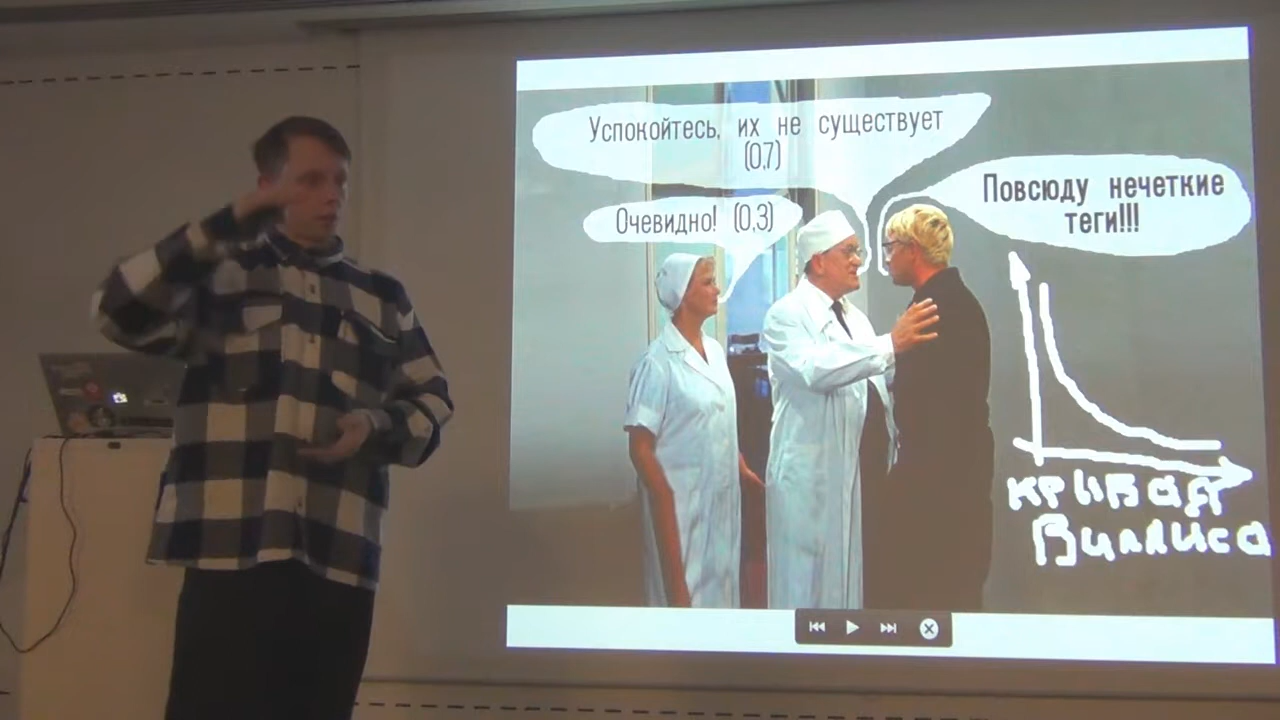 Успокойтесь, их не существует
(0,7)
Повсюду нечеткие
теги!!!
Очевидно! (0,3)
кривая
Виллиса